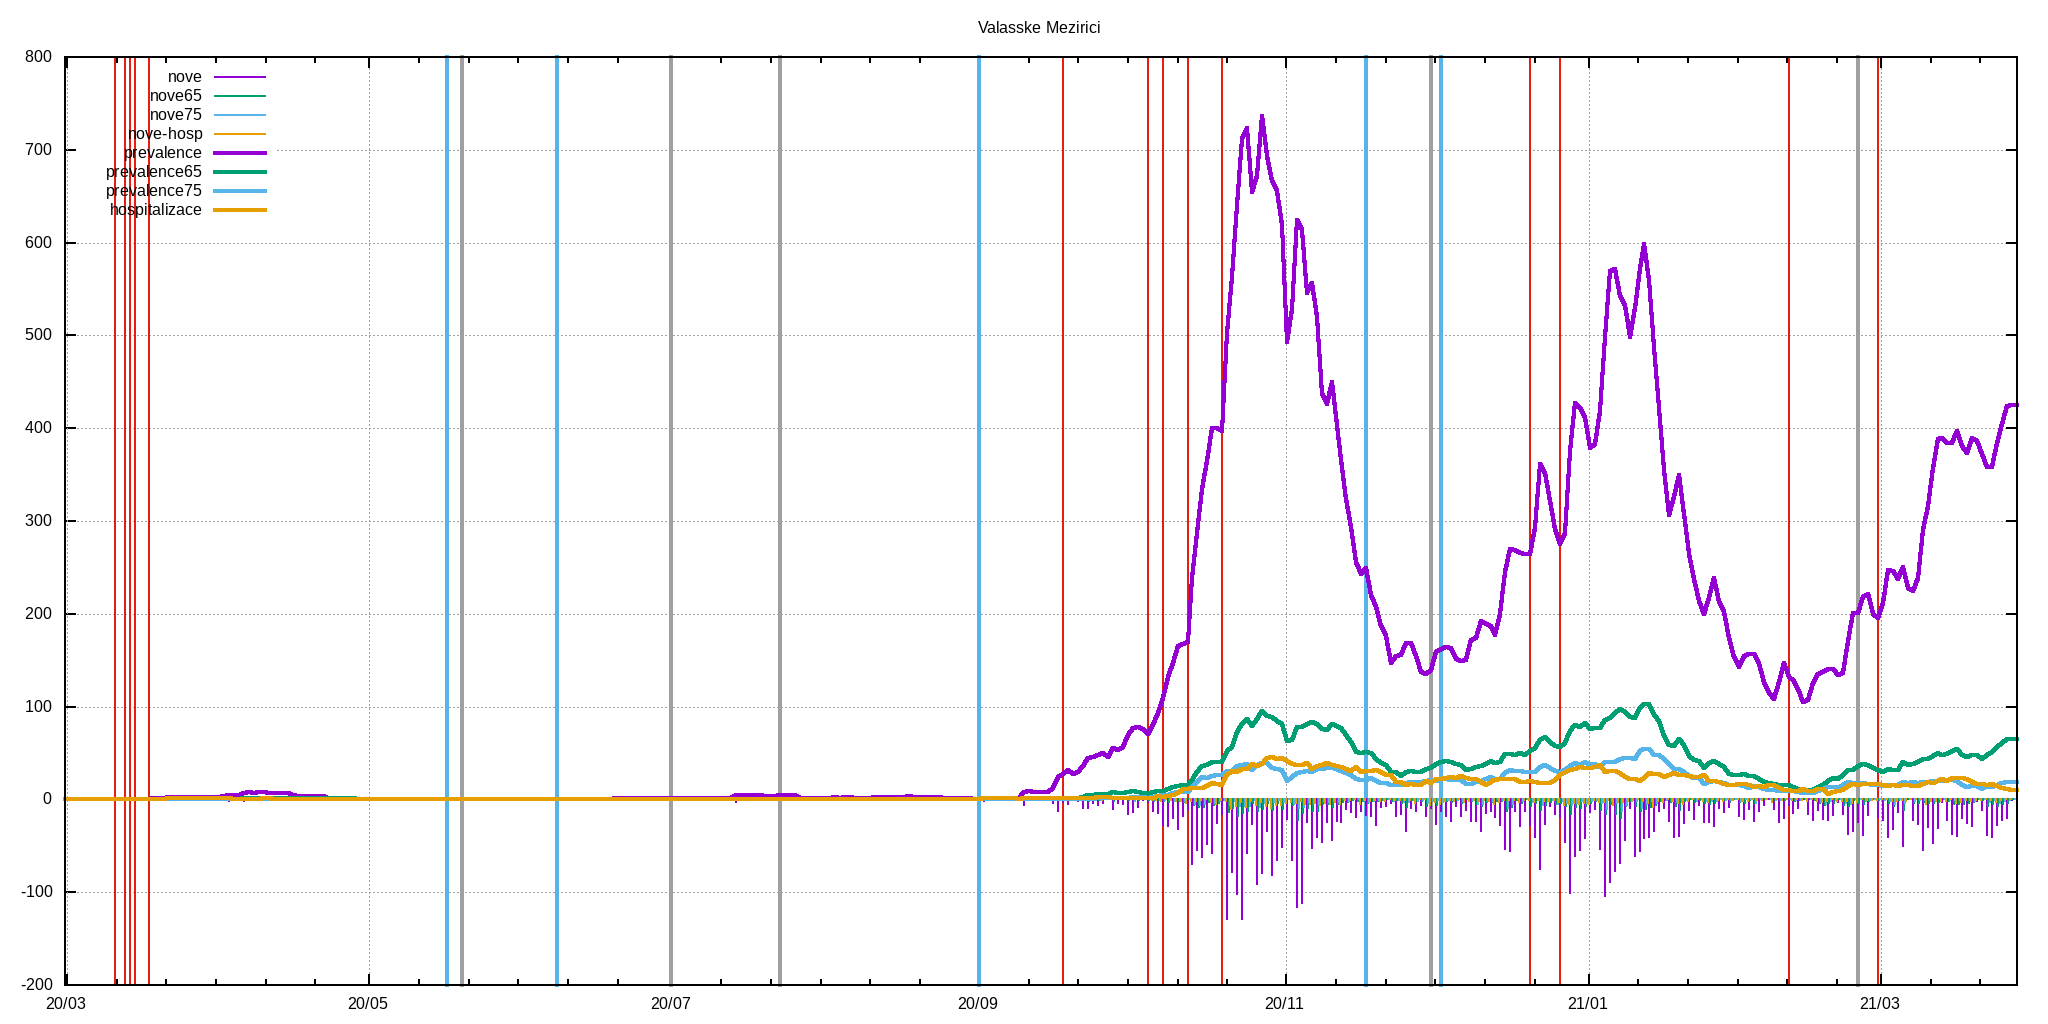 Valasske Mezirici
800
700
600
500
400
300
200
100
0
-100
-200
nove
nove65
nove75
nove-hosp
prevalence
prevalence65
prevalence75
hospitalizace
20/03 20/05 20/07 20/09 20/11 21/01 21/03